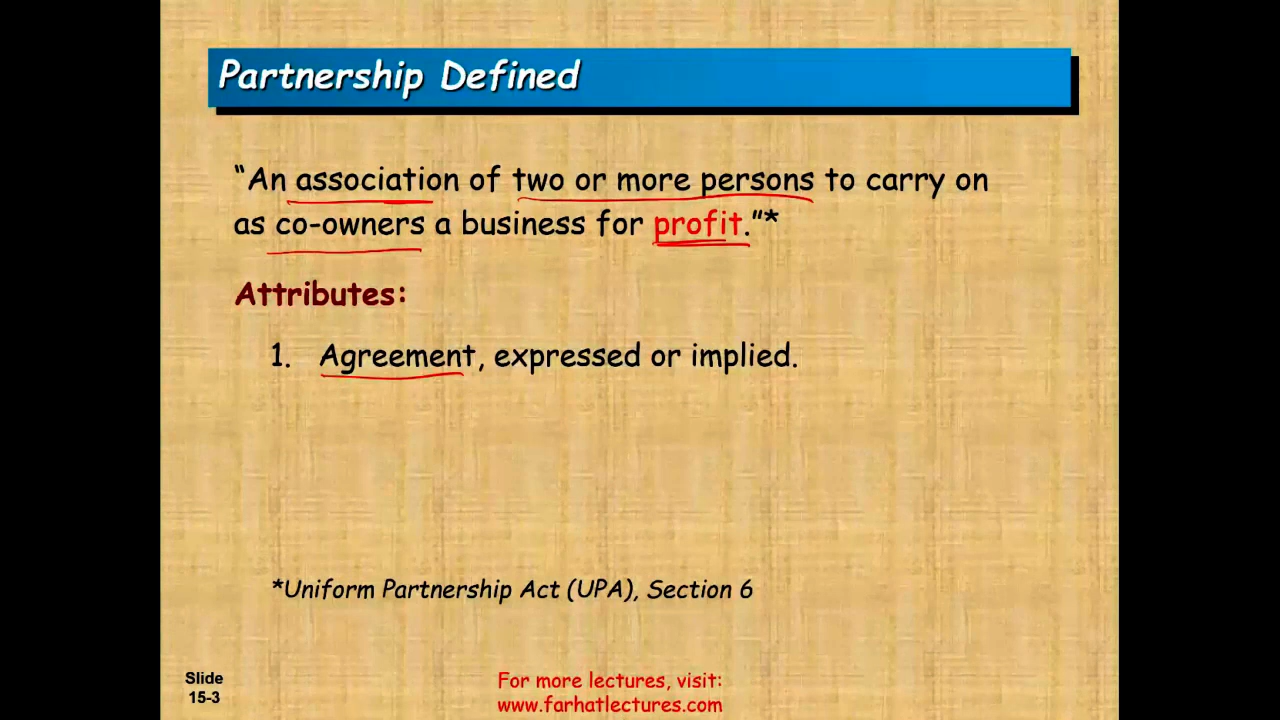 Partnership Defined
“An association of two or more persons to carry on
as co-owners a business for profit.”*
Attributes:
1. Agreement, expressed or implied.
*Uniform Partnership Act (UPA), Section 6
Slide
15-3
For more lectures, visit:
www.farhatlectures.com